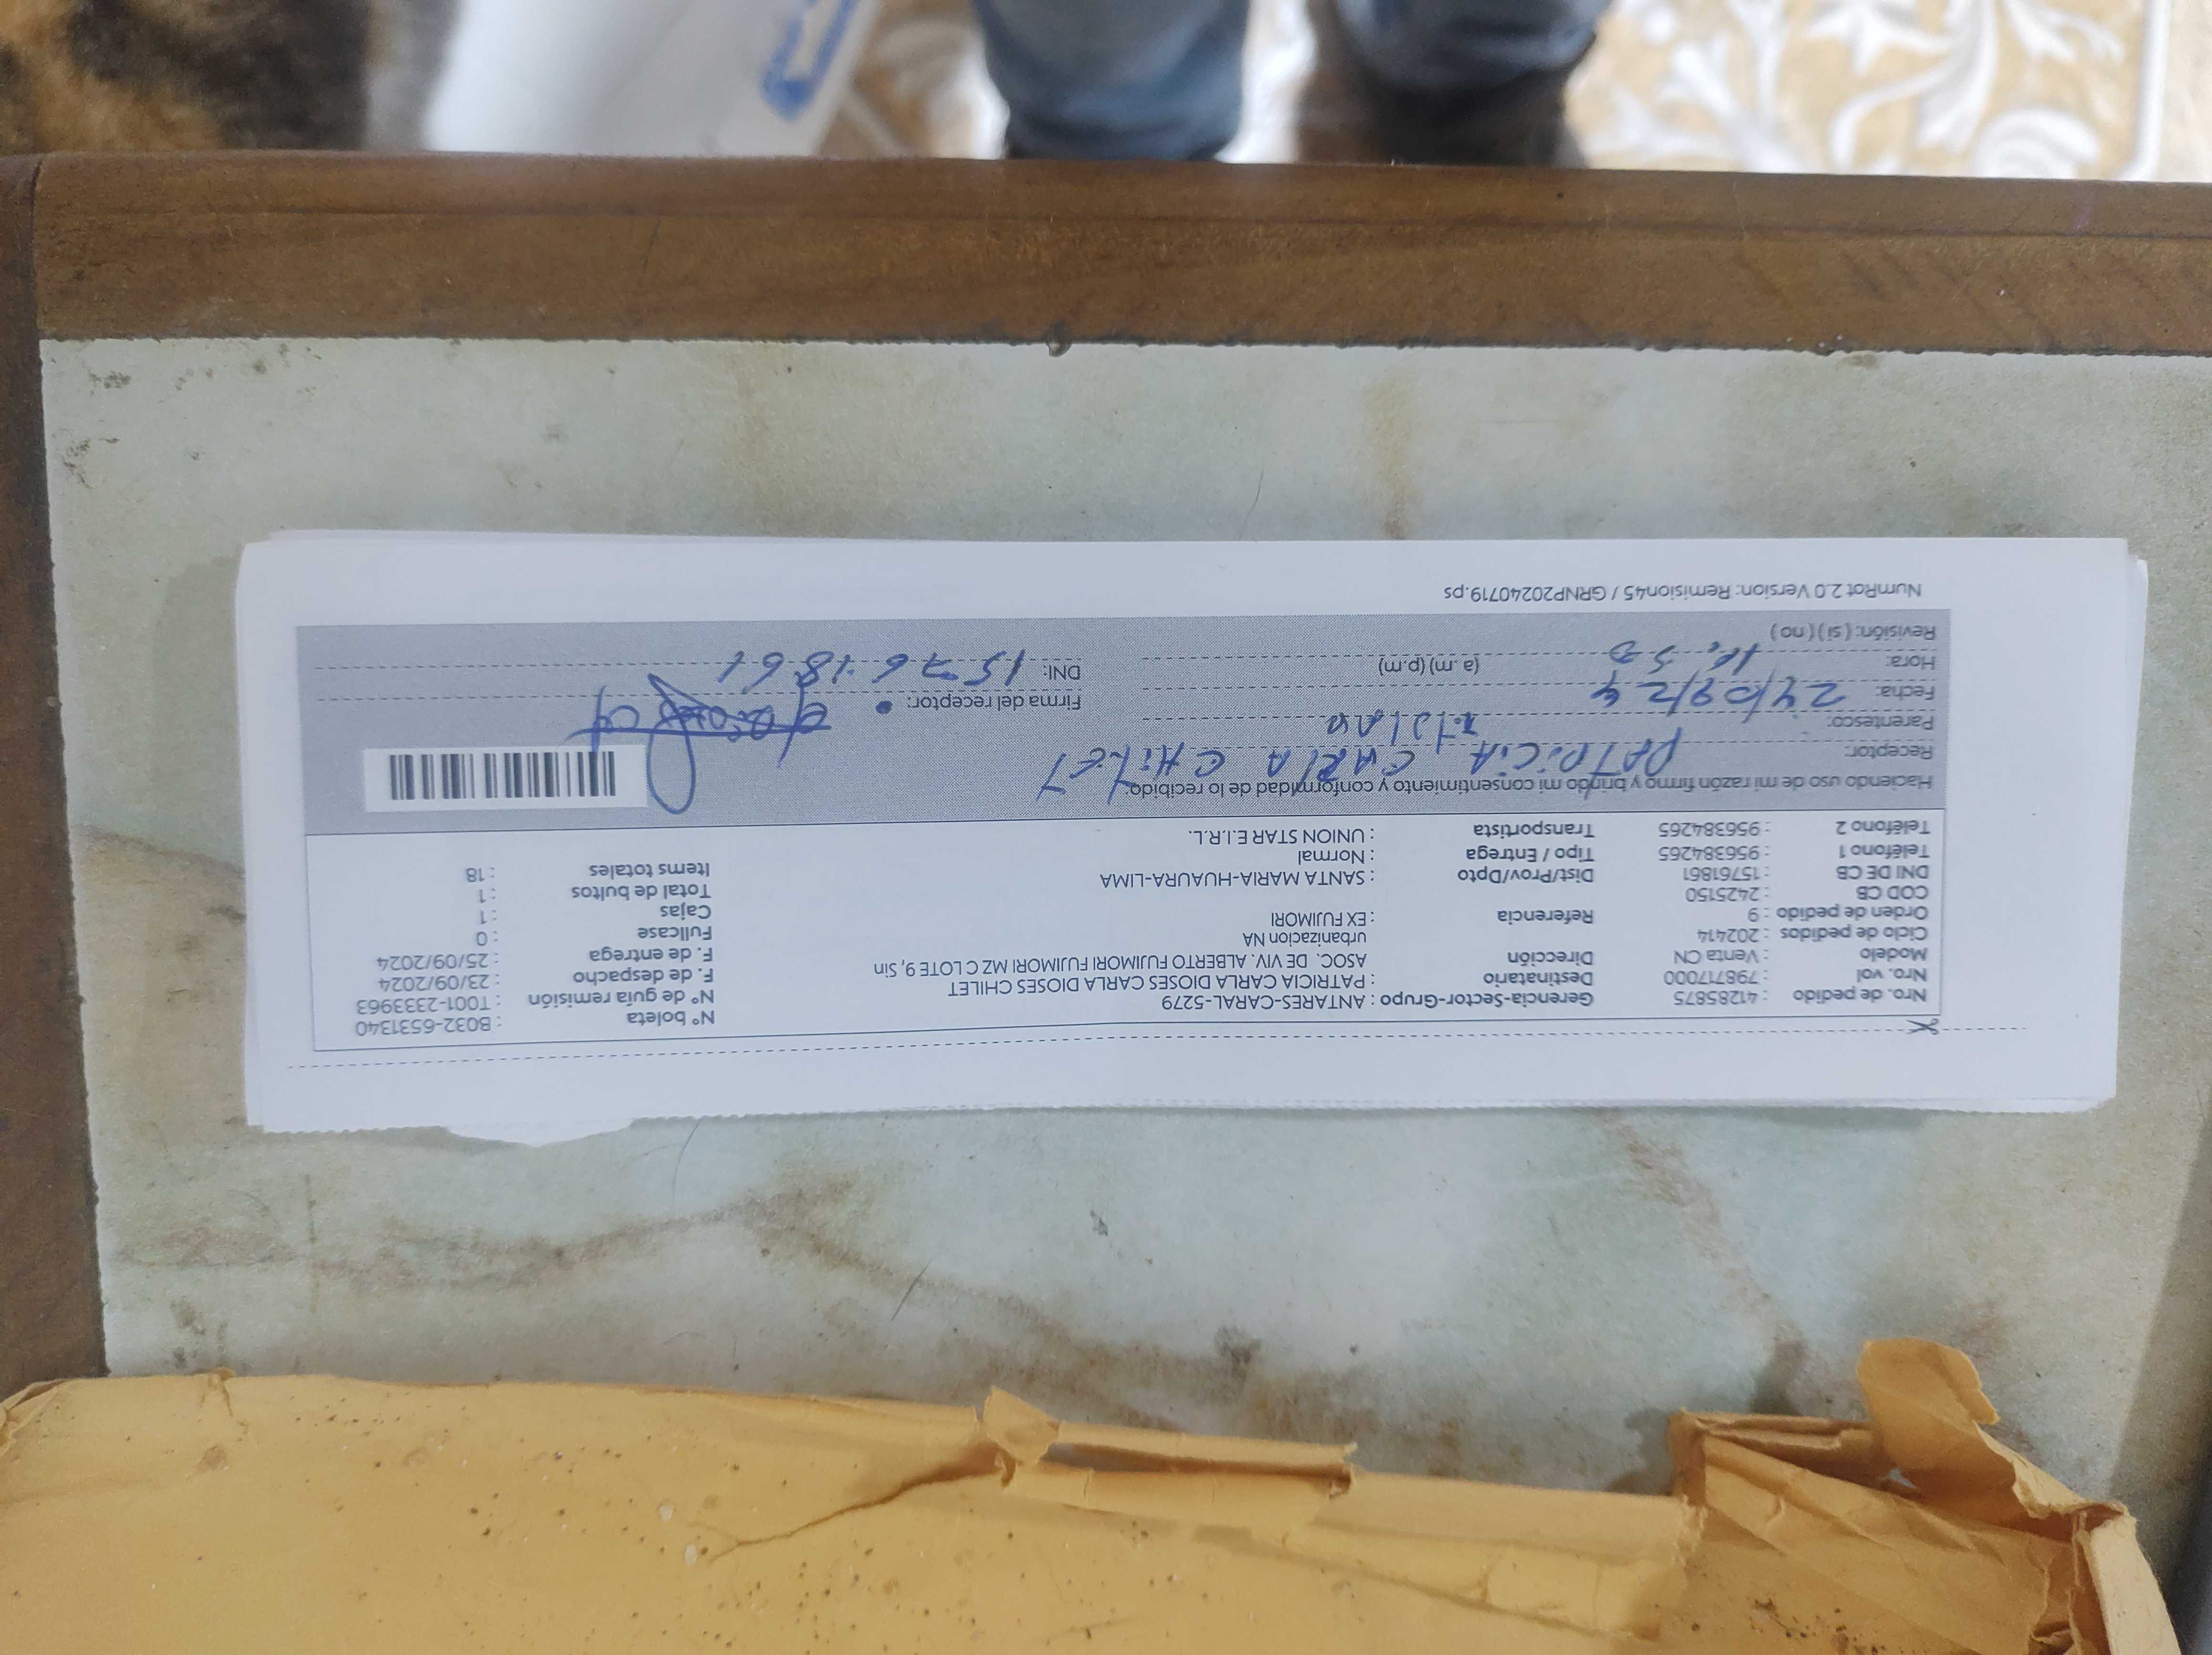 Nro. de pedido : 41285875 Gerencia-Sector-Grupo : ANTARES-CARAL-5279 N° boleta : B032-6531340
Nro. vol : 798717000 Destinatario : PATRICIA CARLA DIOSES CARLA DIOSES CHILET N° de guía remisión : T001-2333963
Modelo : Venta CN Dirección ASOC. DE VIV. ALBERTO FUJIMORI FUJIMORI MZ C LOTE 9, Sin F. de despacho : 23/09/2024
Ciclo de pedidos : 202414 urbanizacion NA F. de entrega : 25/09/2024
Orden de pedido : 9 Referencia : EX FUJIMORI Fullcase : 0
COD CB : 2425150 Cajas : 1
DNI DE CB : 15761861 Dist/Prov/Dpto : SANTA MARIA-HUAURA-LIMA Total de bultos : 1
Teléfono 1 : 956384265 Tipo / Entrega : Normal Items totales : 18
Teléfono 2 : 956384265 Transportista : UNION STAR E.I.R.L.
Haciendo uso de mi razón firmo y brindo mi consentimiento y conformidad de lo recibido:
Receptor: PATRICIA CARLA CHILET
Parentesco:
Fecha: 24/09/24 Firma del receptor:
Hora: (a.m) (p.m) DNI: 15761861
Revisión: ( sí ) ( no )
NumRot 2.0 Version: Remision45 / GRNP20240719.ps